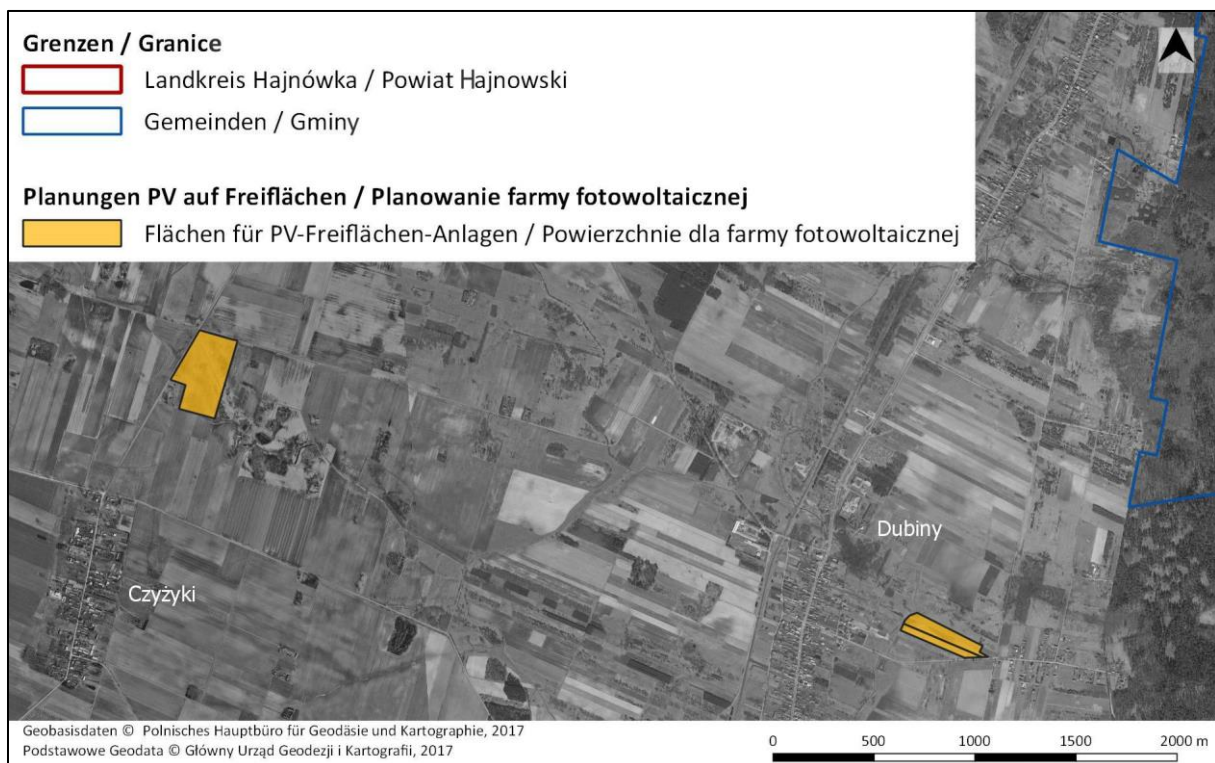 Grenzen / Granice
Landkreis Hajnówka / Powiat Hajnowski
Gemeinden / Gminy
Planungen PV auf Freiflächen / Planowanie farmy fotowoltaicznej
Flächen für PV-Freiflächen-Anlagen / Powierzchnie dla farmy fotowoltaicznej
Dubiny
Czyżyki
Geobasisdaten © Polnisches Hauptbüro für Geodäsie und Kartographie, 2017
Podstawowe Geodata © Główny Urząd Geodezji i Kartografii, 2017
0 500 1000 1500 2000 m